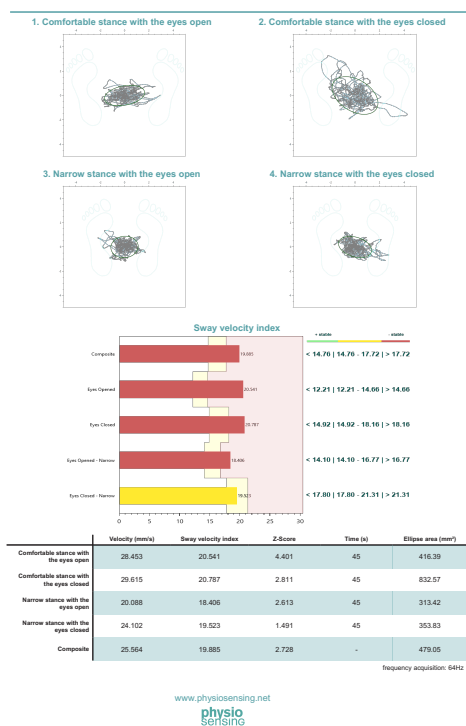 1. Comfortable stance with the eyes open
2. Comfortable stance with the eyes closed
3. Narrow stance with the eyes open
4. Narrow stance with the eyes closed
Sway velocity index
+ stable - stable
Composite 19.885 < 14.76 | 14.76 - 17.72 | > 17.72
Eyes Opened 20.541 < 12.21 | 12.21 - 14.66 | > 14.66
Eyes Closed 20.787 < 14.92 | 14.92 - 18.16 | > 18.16
Eyes Opened - Narrow 18.406 < 14.10 | 14.10 - 16.77 | > 16.77
Eyes Closed - Narrow 19.523 < 17.80 | 17.80 - 21.31 | > 21.31
0 5 10 15 20 25 30
Velocity (mm/s) Sway velocity index Z-Score Time (s) Ellipse area (mm²)
Comfortable stance with
the eyes open
28.453 20.541 4.401 45 416.39
Comfortable stance with
the eyes closed
29.615 20.787 2.811 45 832.57
Narrow stance with the
eyes open
20.088 18.406 2.613 45 313.42
Narrow stance with the
eyes closed
24.102 19.523 1.491 45 353.83
Composite 25.564 19.885 2.728 - 479.05
frequency acquisition: 64Hz
www.physiosensing.net
physio
sensing